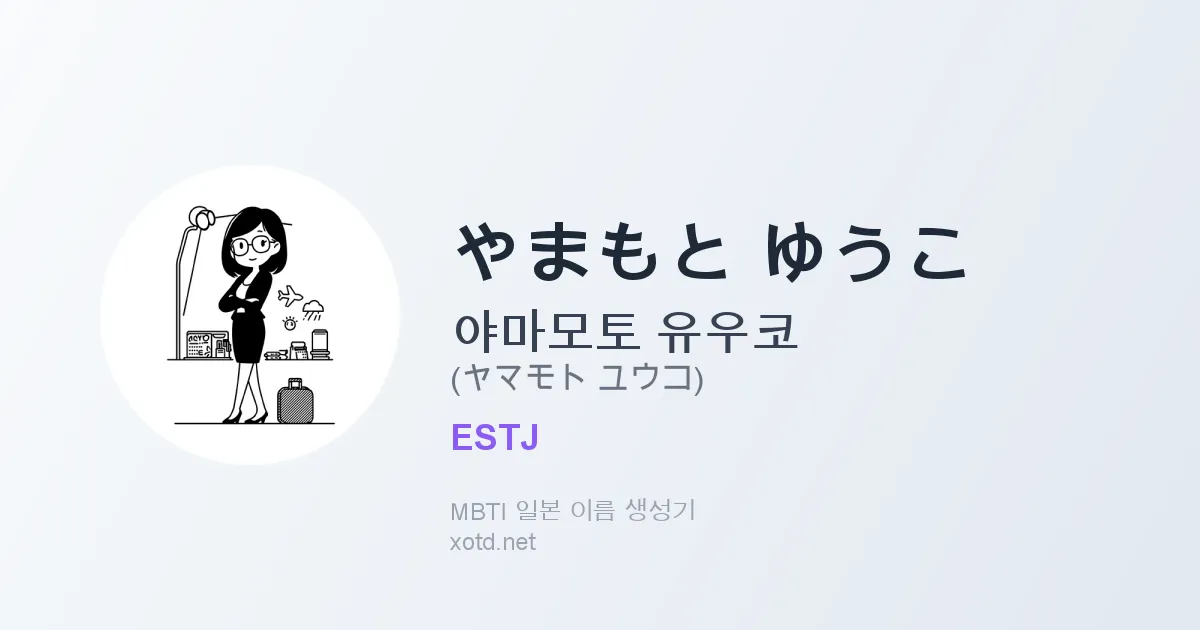 やまもと ゆうこ
야마모토 유우코
(ヤマモト ユウコ)
ESTJ
MBTI 일본 이름 생성기
xotd.net